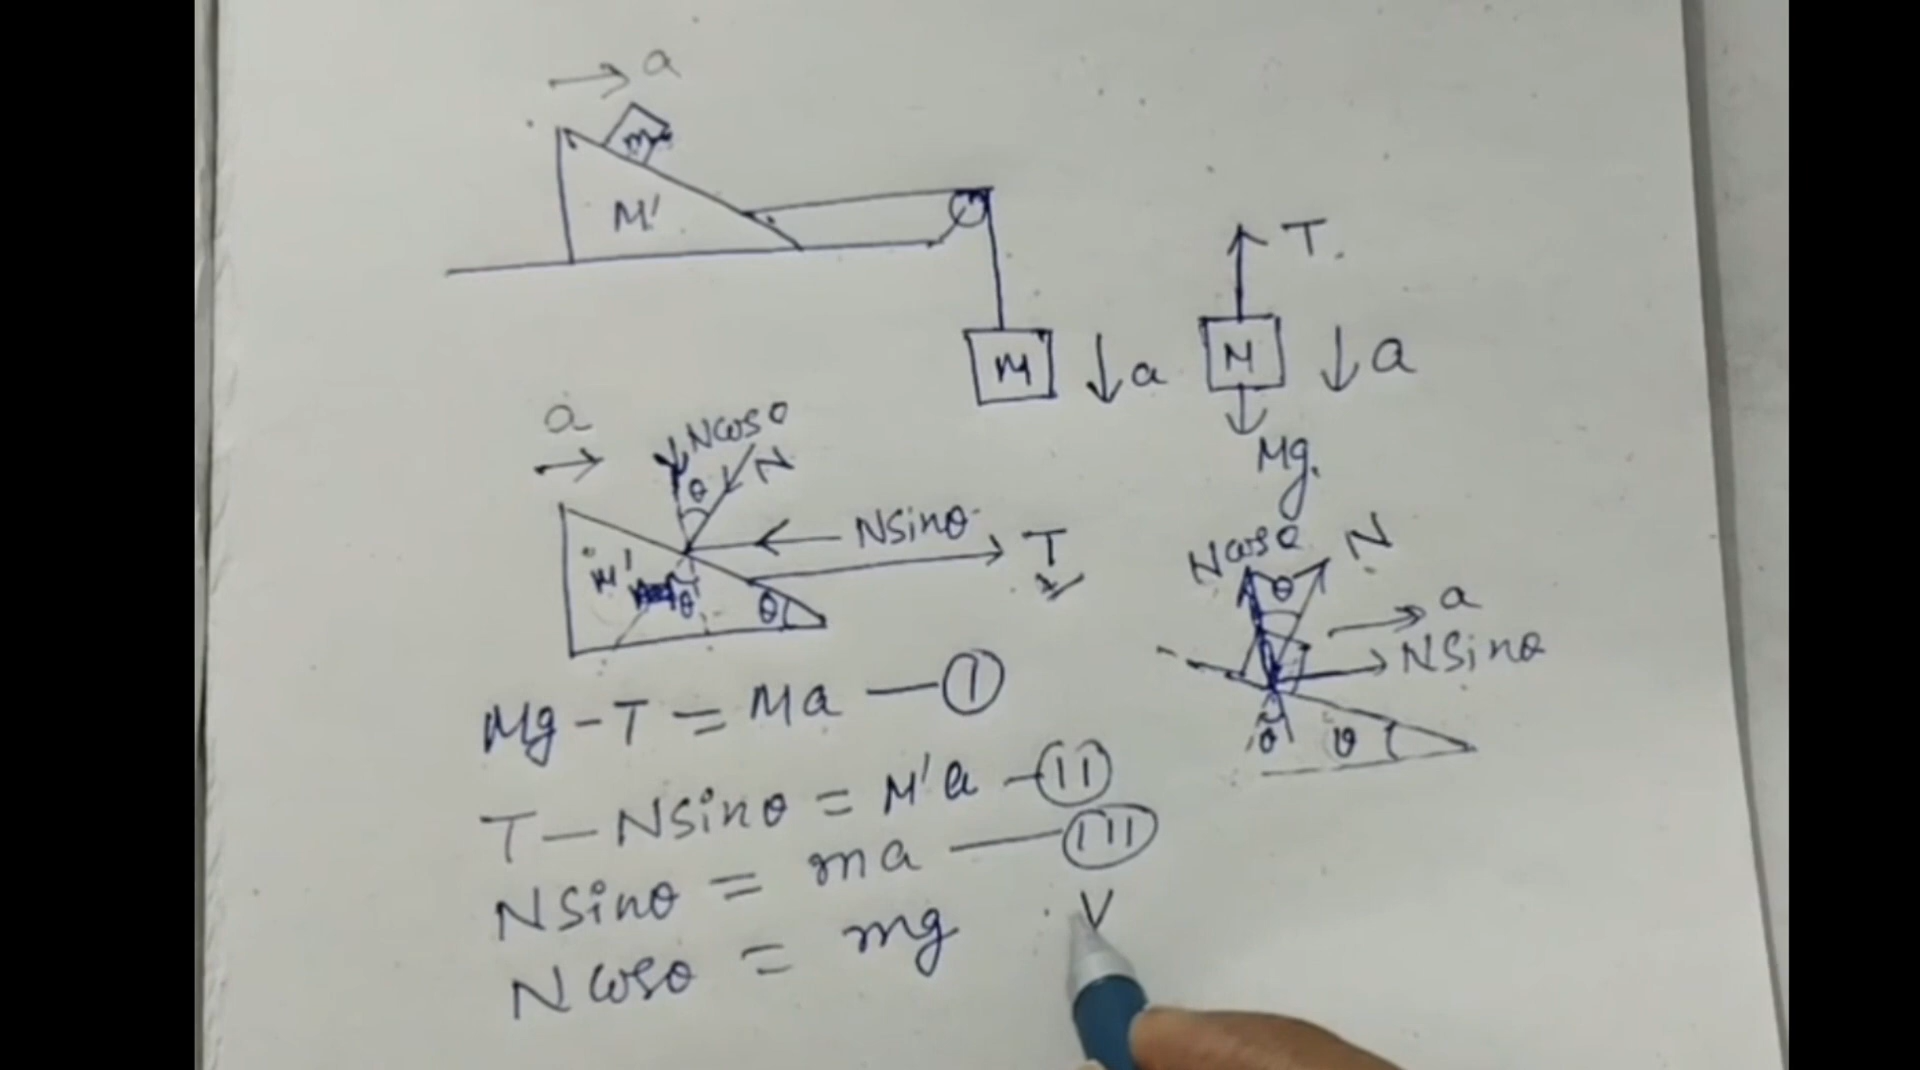 a
m
M'
T.
M
a
M
a
Mg.
a
Ncosθ
θ
N
Nsinθ
T
M'
θ
θ
Ncosθ
N
θ
a
Nsinθ
θ
θ
Mg - T = Ma — I
T — Nsinθ = M'a — II
Nsinθ = ma — III
Ncosθ = mg V